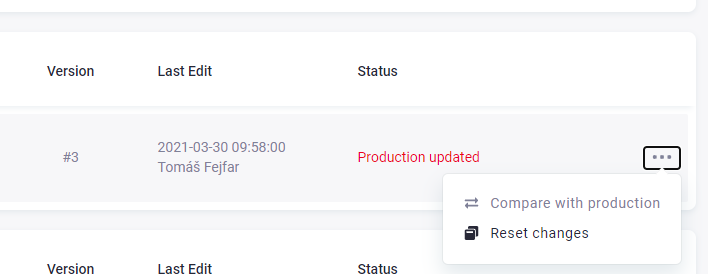 Version Last Edit Status
#3 2021-03-30 09:58:00 Production updated
Tomáš Fejfar
Compare with production
Reset changes
Version Last Edit Status